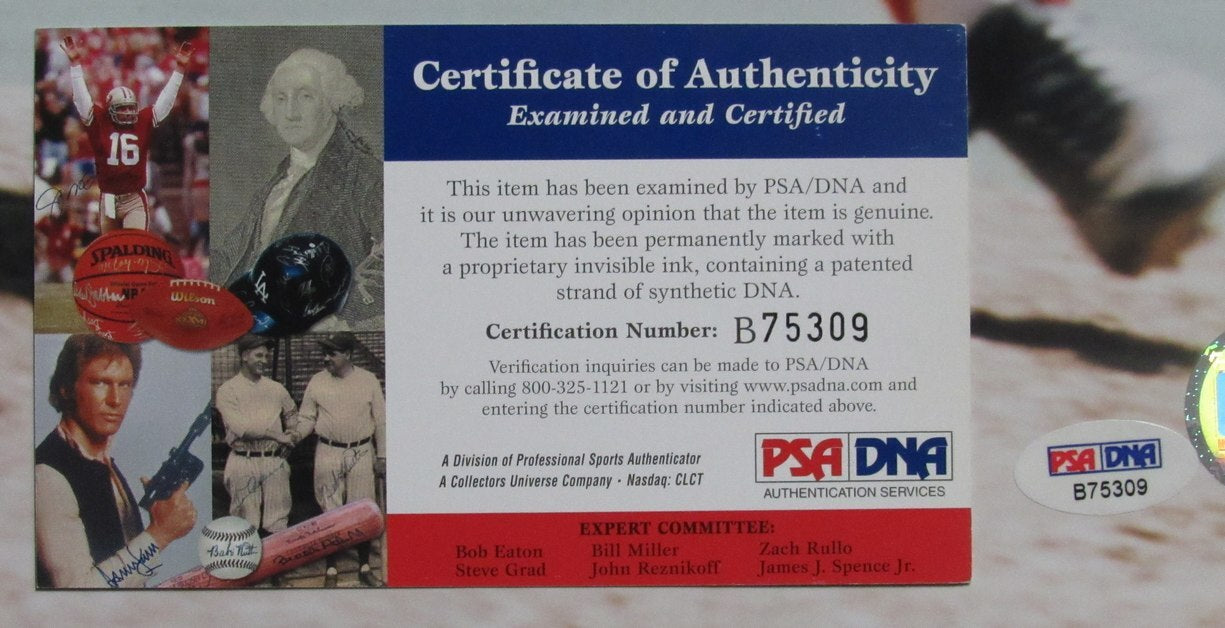 Certificate of Authenticity
Examined and Certified
This item has been examined by PSA/DNA and
it is our unwavering opinion that the item is genuine.
The item has been permanently marked with
a proprietary invisible ink, containing a patented
strand of synthetic DNA.
Certification Number: B75309
Verification inquiries can be made to PSA/DNA
by calling 800-325-1121 or by visiting www.psadna.com and
entering the certification number indicated above.
A Division of Professional Sports Authenticator
A Collectors Universe Company · Nasdaq: CLCT
PSA DNA
AUTHENTICATION SERVICES
EXPERT COMMITTEE:
Bob Eaton Bill Miller Zach Rullo
Steve Grad John Reznikoff James J. Spence Jr.
16
SPALDING
Wilson
LA
Babe Ruth
PSA DNA
B75309